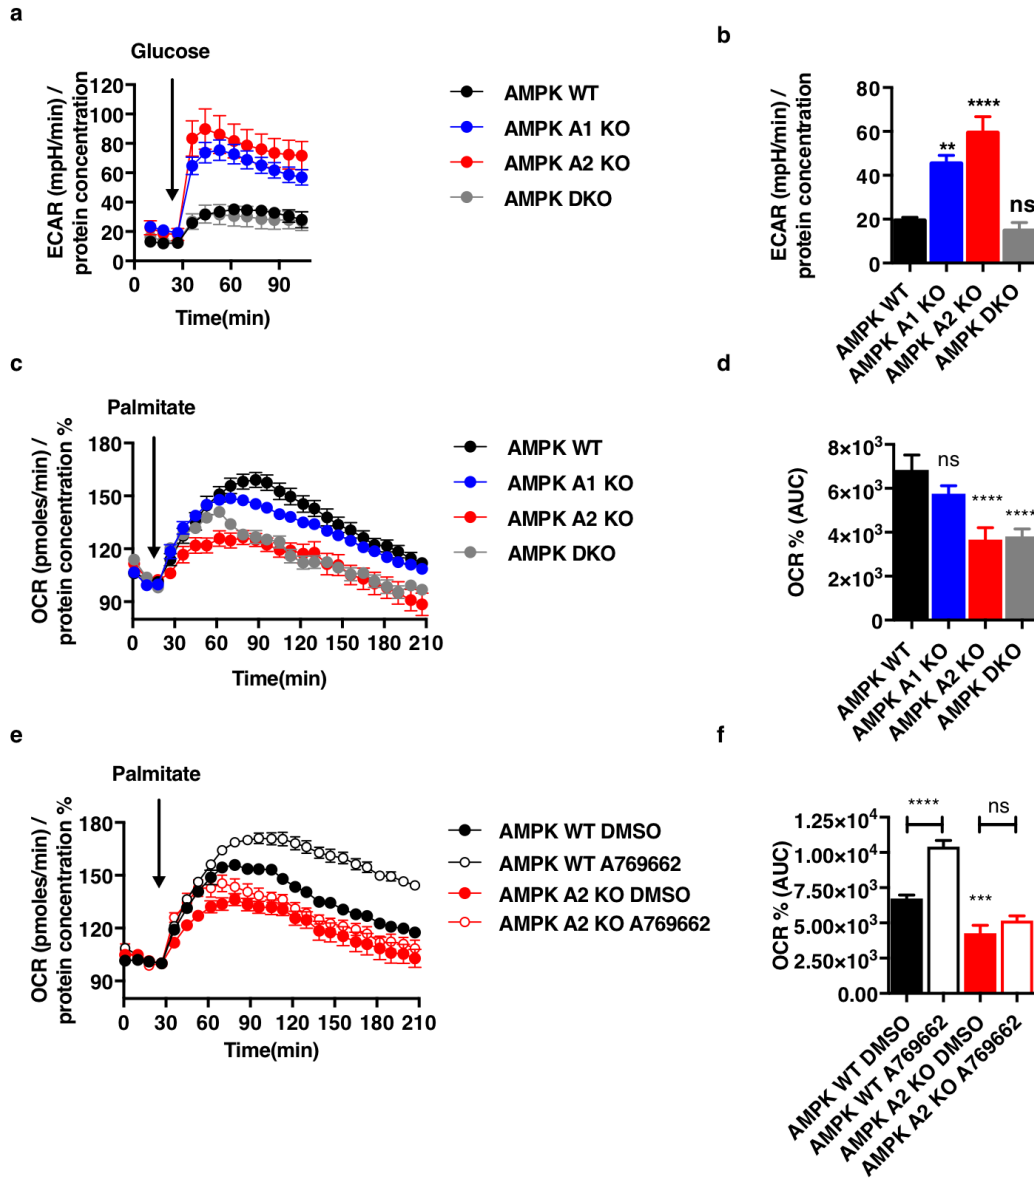 a
Glucose
ECAR (mpH/min) /
protein concentration
120
100
80
60
40
20
0
0 30 60 90
Time(min)
AMPK WT
AMPK A1 KO
AMPK A2 KO
AMPK DKO
b
ECAR (mpH/min) /
protein concentration
80
60
40
20
0
**
****
ns
AMPK WT
AMPK A1 KO
AMPK A2 KO
AMPK DKO
c
Palmitate
OCR (pmoles/min) /
protein concentration %
180
150
120
90
0 30 60 90 120 150 180 210
Time(min)
AMPK WT
AMPK A1 KO
AMPK A2 KO
AMPK DKO
d
OCR % (AUC)
8×10³
6×10³
4×10³
2×10³
0
ns
****
****
AMPK WT
AMPK A1 KO
AMPK A2 KO
AMPK DKO
e
Palmitate
OCR (pmoles/min) /
protein concentration %
180
150
120
90
0 30 60 90 120 150 180 210
Time(min)
AMPK WT DMSO
AMPK WT A769662
AMPK A2 KO DMSO
AMPK A2 KO A769662
f
OCR % (AUC)
1.25×10⁴
1.00×10⁴
7.50×10³
5.00×10³
2.50×10³
0.00
****
***
ns
AMPK WT DMSO
AMPK WT A769662
AMPK A2 KO DMSO
AMPK A2 KO A769662